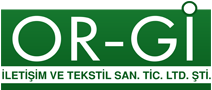 OR-Gİ
İLETİŞİM VE TEKSTİL SAN. TİC. LTD. ŞTİ.